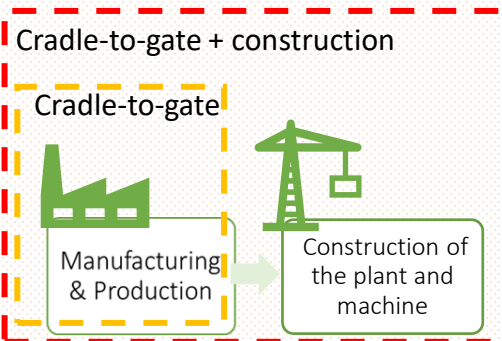 Cradle-to-gate + construction
Cradle-to-gate
Manufacturing
& Production
Construction of
the plant and
machine